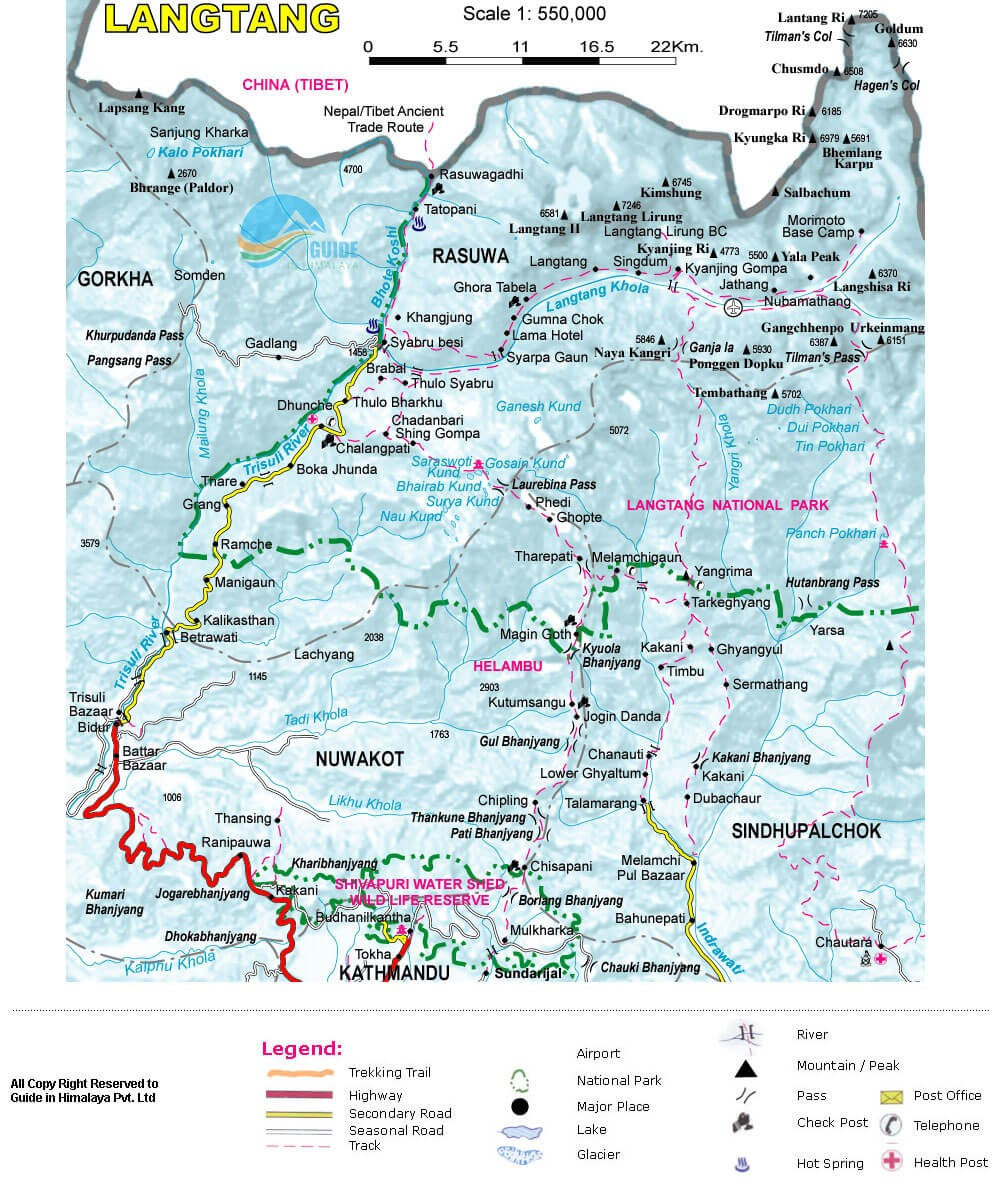 LANGTANG
Scale 1: 550,000
0 5.5 11 16.5 22Km.
Lantang Ri 7205
Tilman's Col
Goldum
6630
CHINA (TIBET)
Chusmdo 6508
Hagen's Col
Lapsang Kang
Nepal/Tibet Ancient
Trade Route
Drogmarpo Ri 6185
Sanjung Kharka
Kyungka Ri 6979 5691
Kalo Pokhari
Bhemlang
Karpu
4700
2670
Bhrange (Paldor)
Rasuwagadhi
6745
Kimshung
Salbachum
Tatopani
7246
6581 Langtang Lirung
Langtang II
Langtang Lirung BC
Morimoto
Base Camp
GUIDE
HIMALAYA
RASUWA
Kyanjing Ri 4773
5500 Yala Peak
GORKHA
Somden
Bhote Koshi
Langtang
Singdum
Kyanjing Gompa
6370
Langshisa Ri
Jathang
Ghora Tabela
Langtang Khola
Nubamathang
Khurpudanda Pass
Khangjung
Gumna Chok
Gangchhenpo
Urkeinmang
Lama Hotel
5846
Naya Kangri
Ganja la
5930
Ponggen Dopku
6387
Tilman's Pass
6151
Gadlang
1458
Syabru besi
Syarpa Gaun
Pangsang Pass
Brabal
Thulo Syabru
Tembathang 5702
Mailung Khola
Dhunche
Thulo Bharkhu
Ganesh Kund
Dudh Pokhari
Dui Pokhari
Tin Pokhari
Chadanbari
Shing Gompa
5072
Yangri Khola
Trisuli River
Chalangpati
Boka Jhunda
Saraswoti
Kund
Gosain Kund
Thare
Bhairab Kund
Laurebina Pass
Surya Kund
Phedi
LANGTANG NATIONAL PARK
Grang
Nau Kund
Ghopte
Panch Pokhari
3579
Ramche
Tharepati
Melamchigaun
Yangrima
Manigaun
Hutanbrang Pass
Tarkeghyang
Kalikasthan
Yarsa
Betrawati
2038
Magin Goth
Trisuli River
Lachyang
Kyuola
Bhanjyang
Kakani
Ghyangyul
HELAMBU
Timbu
1145
2903
Sermathang
Trisuli
Bazaar
Kutumsangu
Bidur
Tadi Khola
Jogin Danda
1763
Gul Bhanjyang
Battar
Bazaar
NUWAKOT
Chanauti
Kakani Bhanjyang
Lower Ghyaltum
Kakani
1006
Likhu Khola
Chipling
Talamarang
Dubachaur
Thansing
Thankune Bhanjyang
Pati Bhanjyang
SINDHUPALCHOK
Ranipauwa
Kharibhanjyang
Chisapani
Melamchi
Pul Bazaar
Kumari
Bhanjyang
Jogarebhanjyang
Kakani
SHIVAPURI WATER SHED
WILD LIFE RESERVE
Borlang Bhanjyang
Budhanilkantha
Bahunepati
Dhokabhanjyang
Mulkharka
Indrawati
Chautara
Kalphu Khola
Tokha
KATHMANDU
Sundarijal
Chauki Bhanjyang
All Copy Right Reserved to
Guide in Himalaya Pvt. Ltd
Legend:
Trekking Trail
Highway
Secondary Road
Seasonal Road
Track
Airport
National Park
Major Place
Lake
Glacier
River
Mountain / Peak
Pass
Check Post
Hot Spring
Post Office
Telephone
Health Post